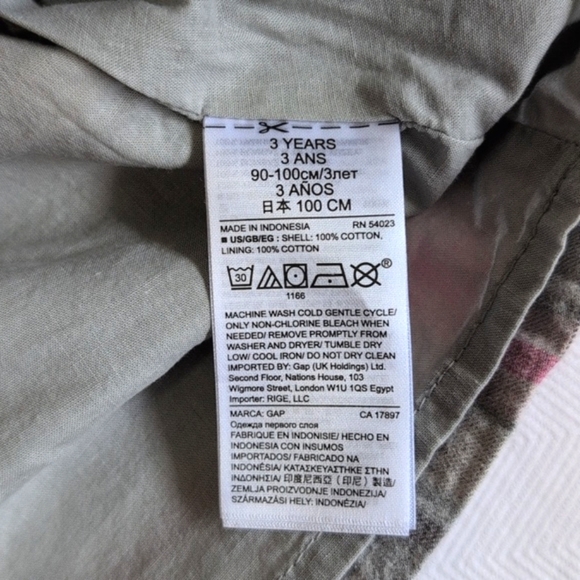 3 YEARS
3 ANS
90-100см/3лет
3 AÑOS
日本 100 CM
MADE IN INDONESIA RN 54023
■ US/GB/EG : SHELL: 100% COTTON,
LINING: 100% COTTON
30
®
1166
MACHINE WASH COLD GENTLE CYCLE/
ONLY NON-CHLORINE BLEACH WHEN
NEEDED/ REMOVE PROMPTLY FROM
WASHER AND DRYER/ TUMBLE DRY
LOW/ COOL IRON/ DO NOT DRY CLEAN
IMPORTED BY: Gap (UK Holdings) Ltd.
Second Floor, Nations House, 103
Wigmore Street, London W1U 1QS Egypt
Importer: RIGE, LLC
MARCA: GAP CA 17897
Одежда первого слоя
FABRIQUE EN INDONISIE/ HECHO EN
INDONESIA CON INSUMOS
IMPORTADOS/ FABRICADO NA
INDONÉSIA/ ΚΑΤΑΣΚΕΥΑΣΤΗΚΕ ΣΤΗΝ
ΙΝΔΟΝΗΣΙΑ/ 印度尼西亞（印尼）製造/
ZEMLJA PROIZVODNJE INDONEZIJA/
SZÁRMAZÁSI HELY: INDONÉZIA/